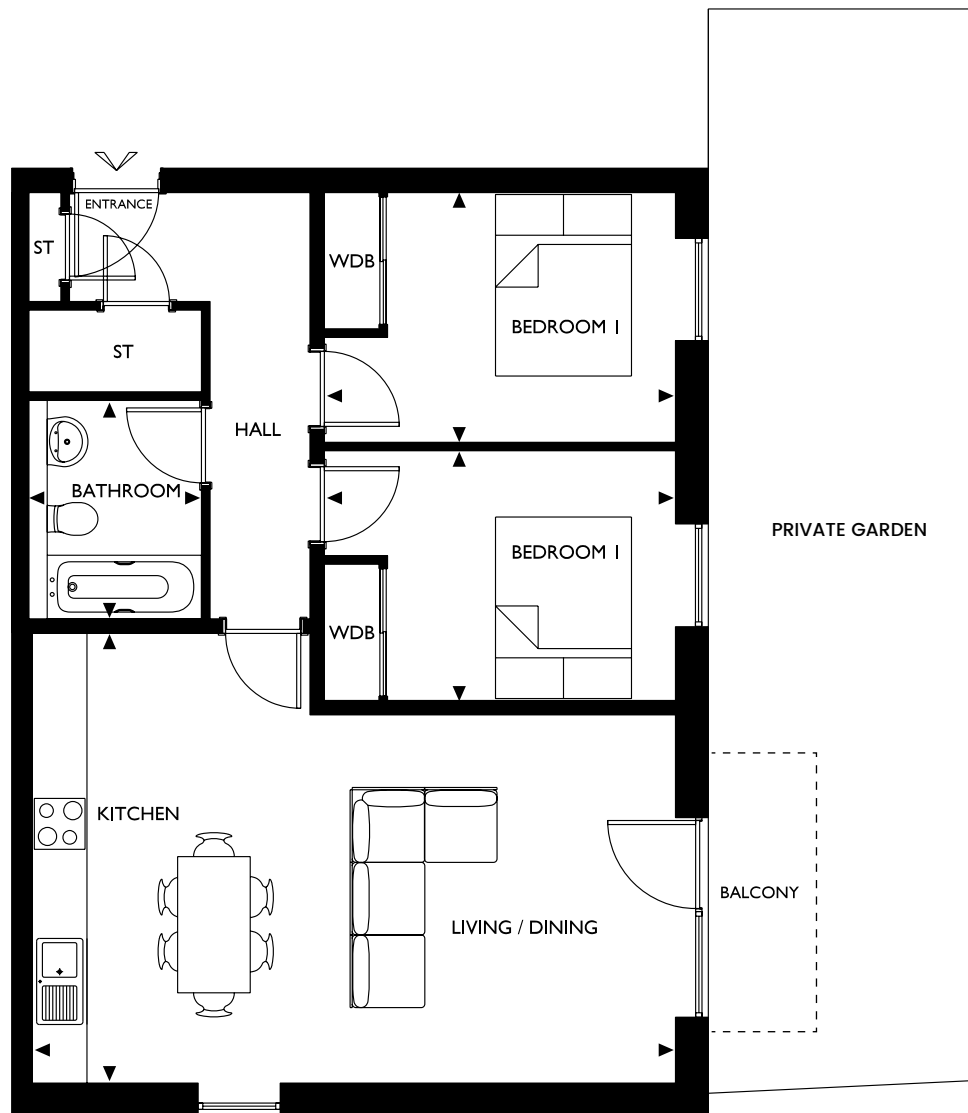 ENTRANCE
ST
WDB
BEDROOM 1
ST
HALL
BATHROOM
BEDROOM 1
PRIVATE GARDEN
WDB
KITCHEN
BALCONY
LIVING / DINING